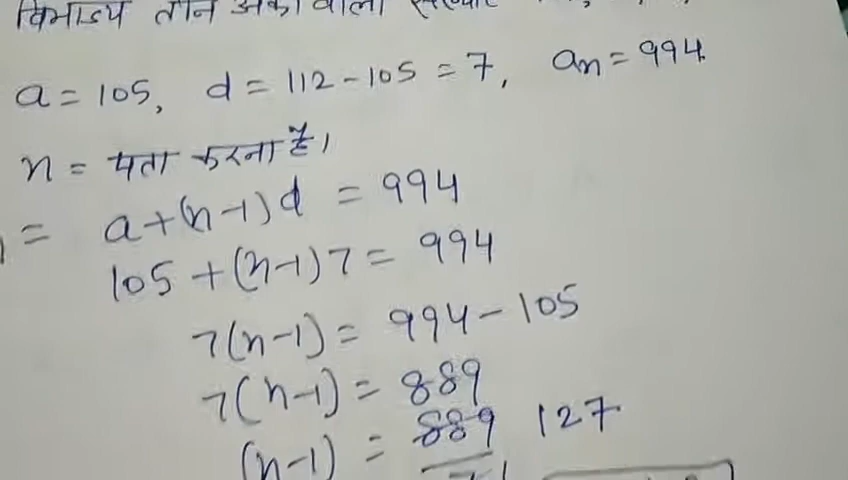 विभाज्य तीन अंको वाली संख्याएँ
a = 105, d = 112 - 105 = 7, an = 994
n = पता करना है।
= a + (n-1)d = 994
105 + (n-1)7 = 994
7(n-1) = 994 - 105
7(n-1) = 889
(n-1) = 889 127